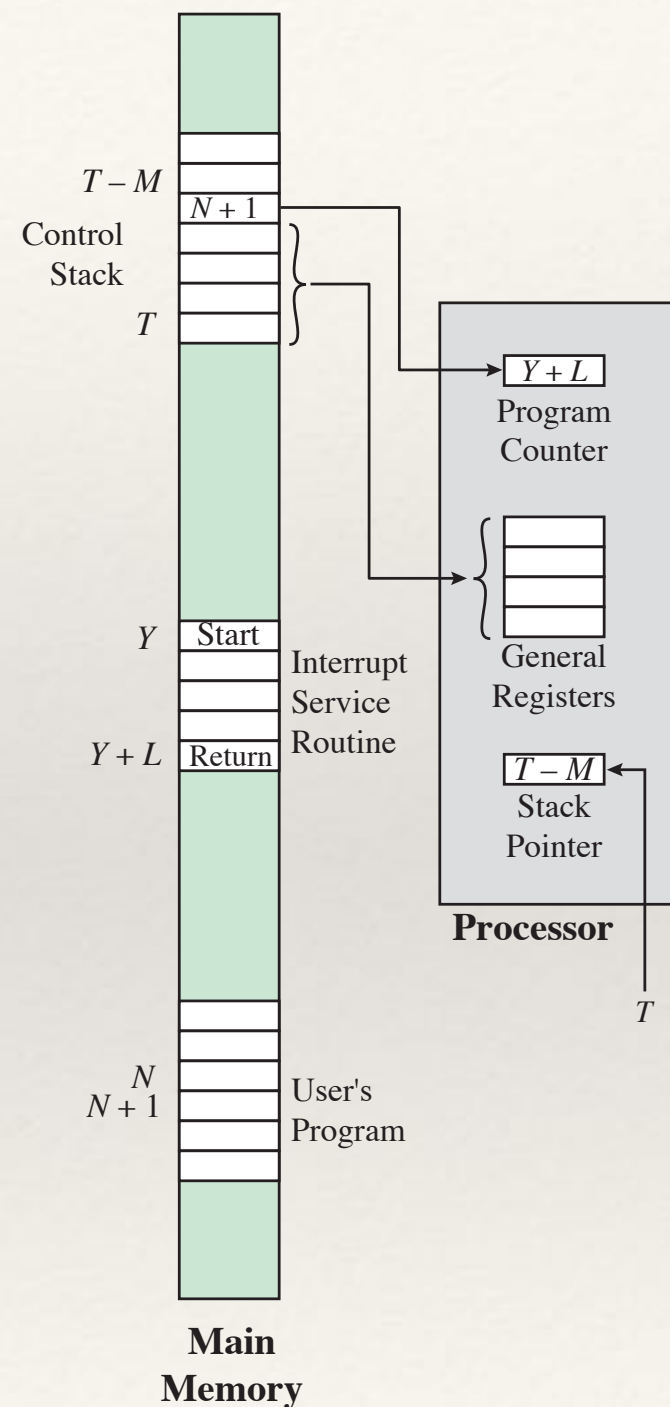 T – M
N + 1
Control
Stack
T
Y + L
Program
Counter
Y
Start
Interrupt
Service
Routine
General
Registers
Y + L
Return
T – M
Stack
Pointer
Processor
T
N
N + 1
User's
Program
Main
Memory